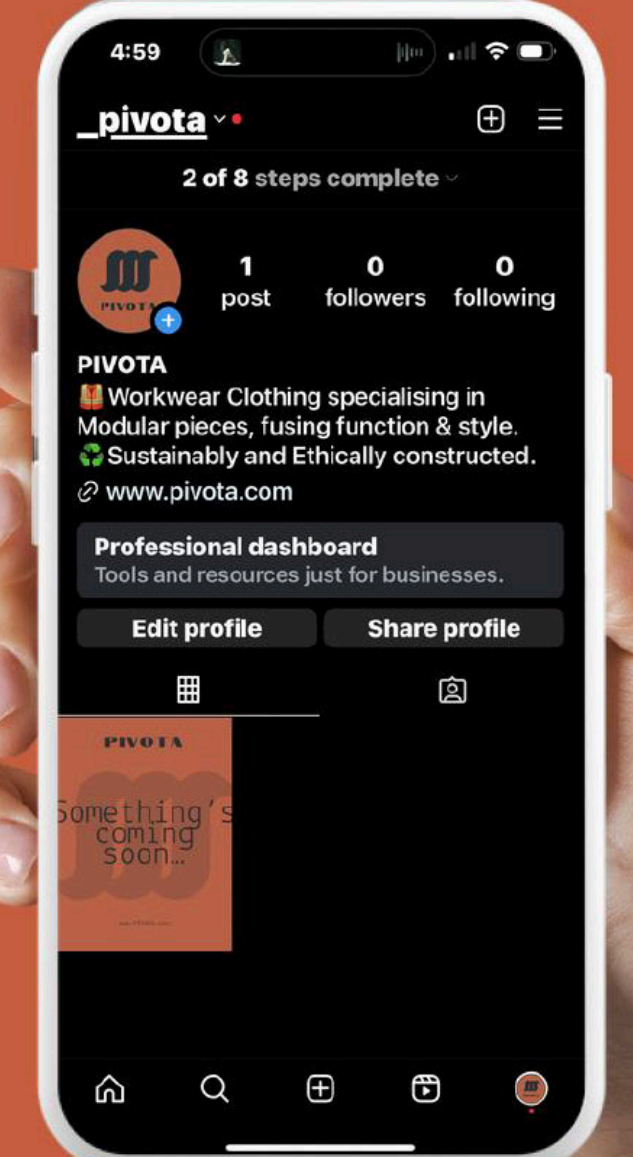 4:59
_pivota
2 of 8 steps complete
PIVOTA
1
post
0
followers
0
following
PIVOTA
🦺Workwear Clothing specialising in
Modular pieces, fusing function & style.
♻️Sustainably and Ethically constructed.
www.pivota.com
Professional dashboard
Tools and resources just for businesses.
Edit profile
Share profile
PIVOTA
Something's
coming
soon...